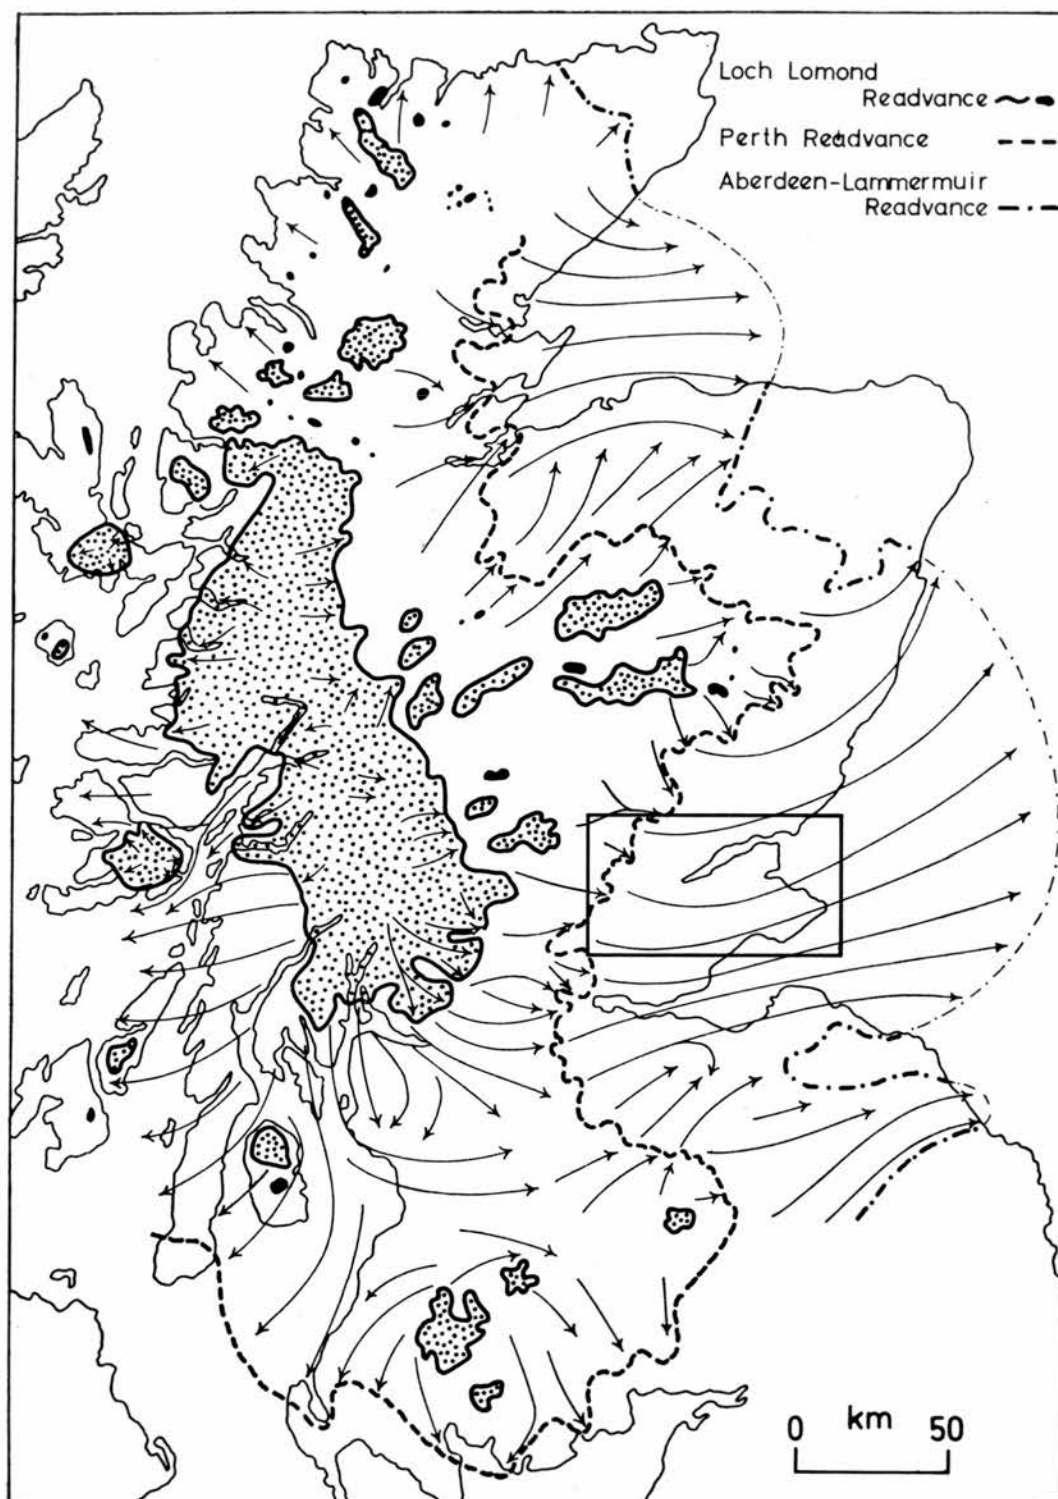 Loch Lomond
Readvance
Perth Readvance
Aberdeen-Lammermuir
Readvance
km
0 50